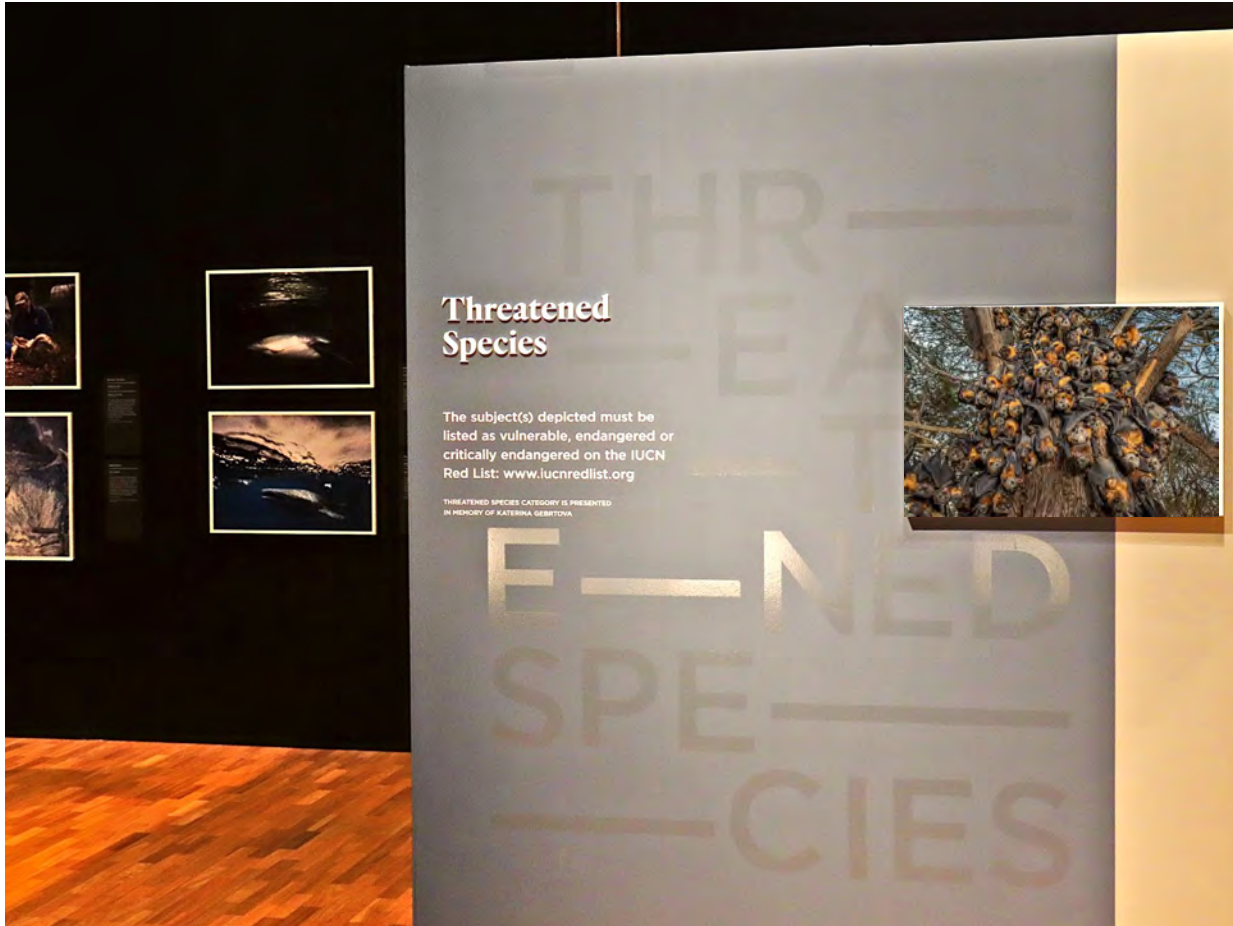 Threatened
Species
The subject(s) depicted must be
listed as vulnerable, endangered or
critically endangered on the IUCN
Red List: www.iucnredlist.org
THREATENED SPECIES CATEGORY IS PRESENTED
IN MEMORY OF KATERINA GEBRTOVA
THR—
—EA
—T
E—NED
SPE—
—CIES